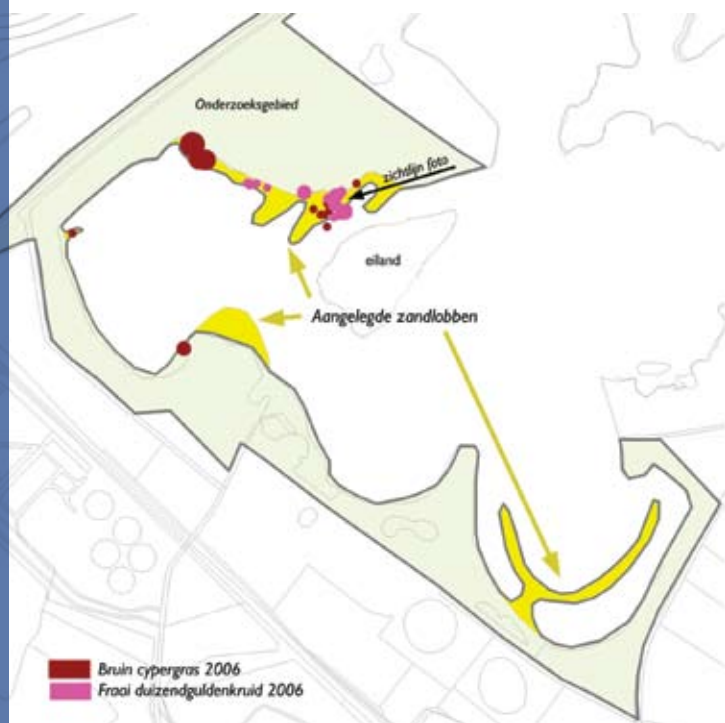 Onderzoeksgebied
zichtlijn foto
eiland
Aangelegde zandlobben
Bruin cypergras 2006
Fraai duizendguldenkruid 2006